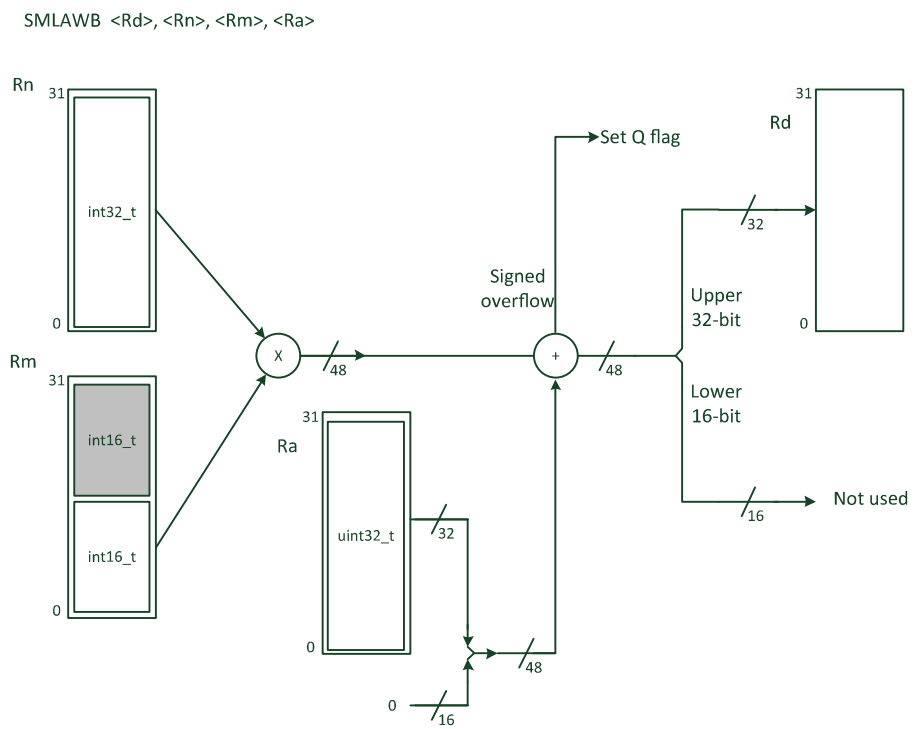 SMLAWB <Rd>, <Rn>, <Rm>, <Ra>
Rn
31
int32_t
0
Rm
31
int16_t
int16_t
0
X
48
Ra
31
uint32_t
0
32
0
16
48
Signed
overflow
Set Q flag
+
48
Upper
32-bit
Lower
16-bit
32
16
Not used
Rd
31
0